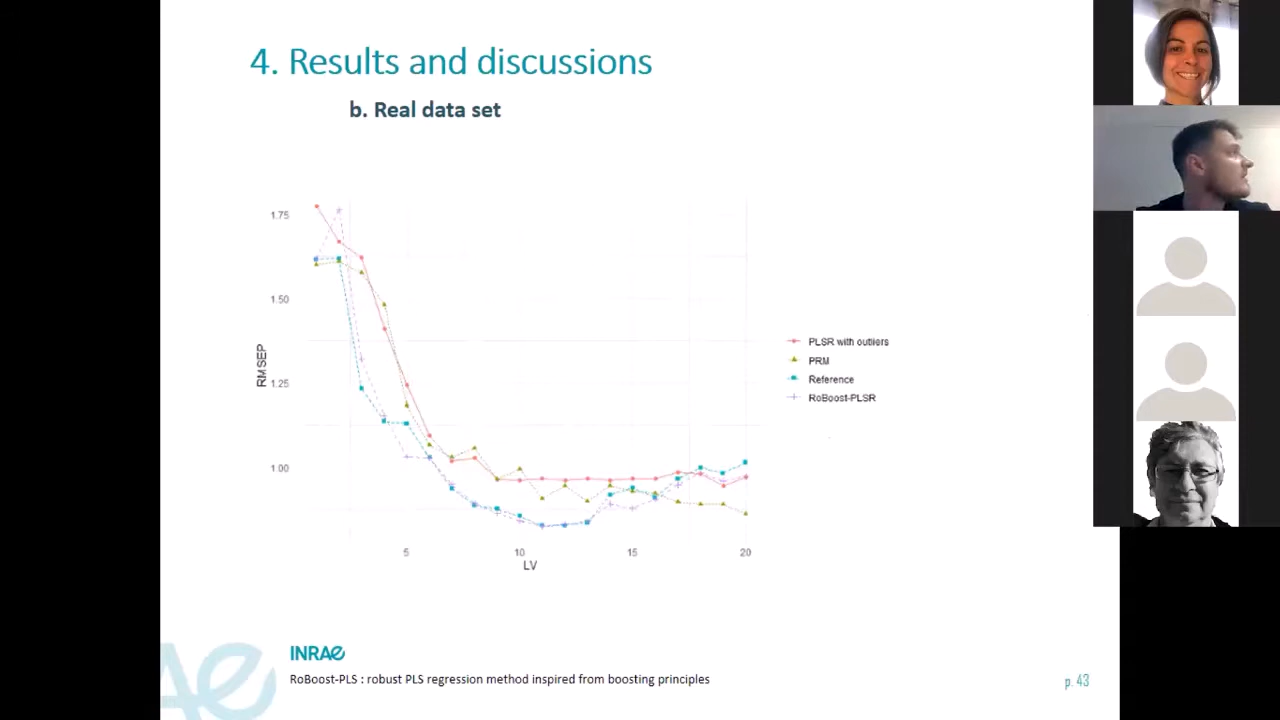 4. Results and discussions
b. Real data set
1.75
1.50
1.25
1.00
RMSEP
5
10
15
20
LV
PLSR with outliers
PRM
Reference
RoBoost-PLSR
INRAE
RoBoost-PLS : robust PLS regression method inspired from boosting principles
p. 43